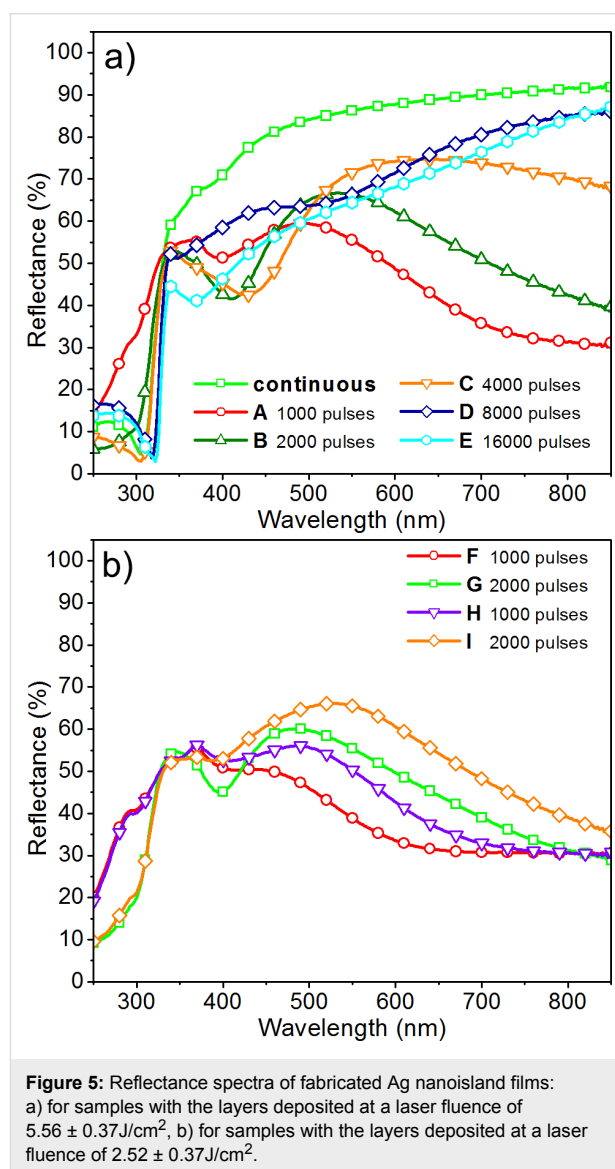 a)
100
90
80
70
60
50
40
30
20
10
0
Reflectance (%)
continuous
A 1000 pulses
B 2000 pulses
C 4000 pulses
D 8000 pulses
E 16000 pulses
300 400 500 600 700 800
Wavelength (nm)
b)
100
90
80
70
60
50
40
30
20
10
0
Reflectance (%)
F 1000 pulses
G 2000 pulses
H 1000 pulses
I 2000 pulses
300 400 500 600 700 800
Wavelength (nm)
Figure 5: Reflectance spectra of fabricated Ag nanoisland films:
a) for samples with the layers deposited at a laser fluence of
5.56 ± 0.37J/cm², b) for samples with the layers deposited at a laser
fluence of 2.52 ± 0.37J/cm².